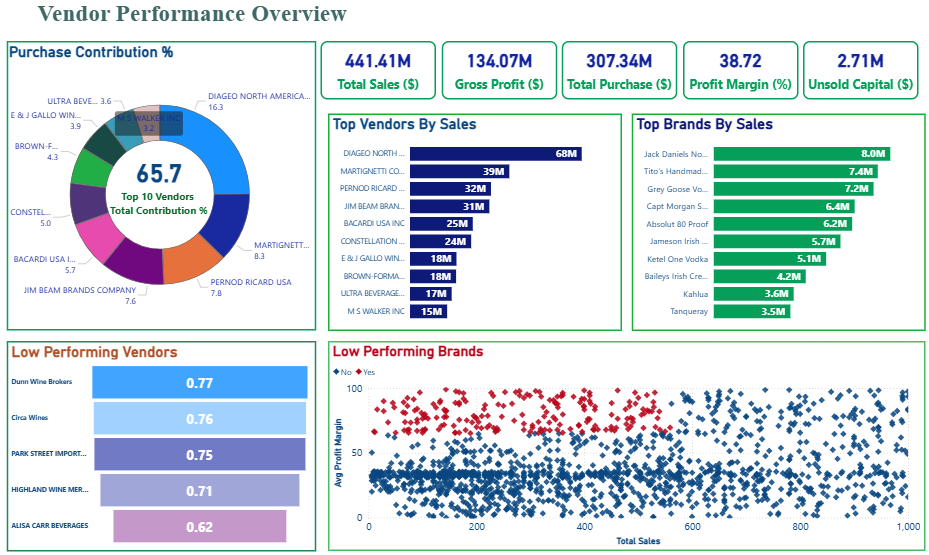 Vendor Performance Overview
Purchase Contribution %
ULTRA BEVE... 3.6
E & J GALLO WIN...
3.9
BROWN-F...
4.3
CONSTEL...
5.0
BACARDI USA I...
5.7
JIM BEAM BRANDS COMPANY
7.6
PERNOD RICARD USA
7.8
MARTIGNETT...
8.3
DIAGEO NORTH AMERICA...
16.3
M S WALKER INC
3.2
65.7
Top 10 Vendors
Total Contribution %
441.41M
Total Sales ($)
134.07M
Gross Profit ($)
307.34M
Total Purchase ($)
38.72
Profit Margin (%)
2.71M
Unsold Capital ($)
Top Vendors By Sales
DIAGEO NORTH ... 68M
MARTIGNETTI CO... 39M
PERNOD RICARD ... 32M
JIM BEAM BRAN... 31M
BACARDI USA INC 25M
CONSTELLATION ... 24M
E & J GALLO WIN... 18M
BROWN-FORMA... 18M
ULTRA BEVERAGE... 17M
M S WALKER INC 15M
Top Brands By Sales
Jack Daniels No... 8.0M
Tito's Handmad... 7.4M
Grey Goose Vo... 7.2M
Capt Morgan S... 6.4M
Absolut 80 Proof 6.2M
Jameson Irish ... 5.7M
Ketel One Vodka 5.1M
Baileys Irish Cre... 4.2M
Kahlua 3.6M
Tanqueray 3.5M
Low Performing Vendors
Dunn Wine Brokers 0.77
Circa Wines 0.76
PARK STREET IMPORT... 0.75
HIGHLAND WINE MER... 0.71
ALISA CARR BEVERAGES 0.62
Low Performing Brands
No Yes
Avg Profit Margin
100
50
0
0 200 400 600 800 1,000
Total Sales